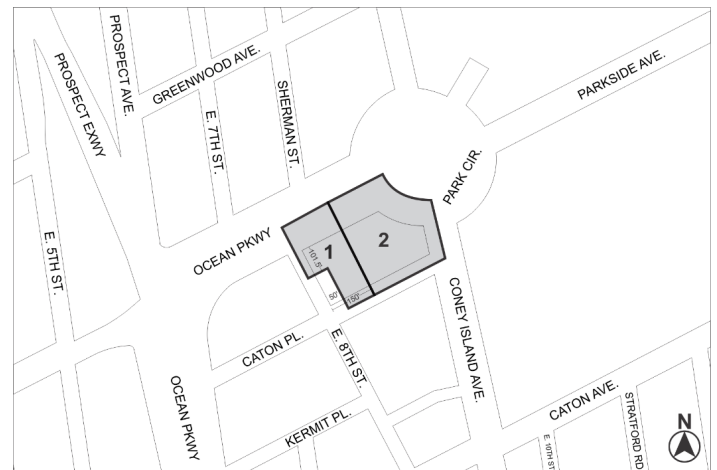 PROSPECT AVE.
GREENWOOD AVE.
PROSPECT EXWY
E. 7TH ST.
SHERMAN ST.
PARKSIDE AVE.
PARK CIR.
E. 5TH ST.
OCEAN PKWY
1
2
101.5'
50'
150'
CONEY ISLAND AVE.
CATON PL.
E. 8TH ST.
OCEAN PKWY
KERMIT PL.
CATON AVE.
E. 10TH ST
STRATFORD RD
N